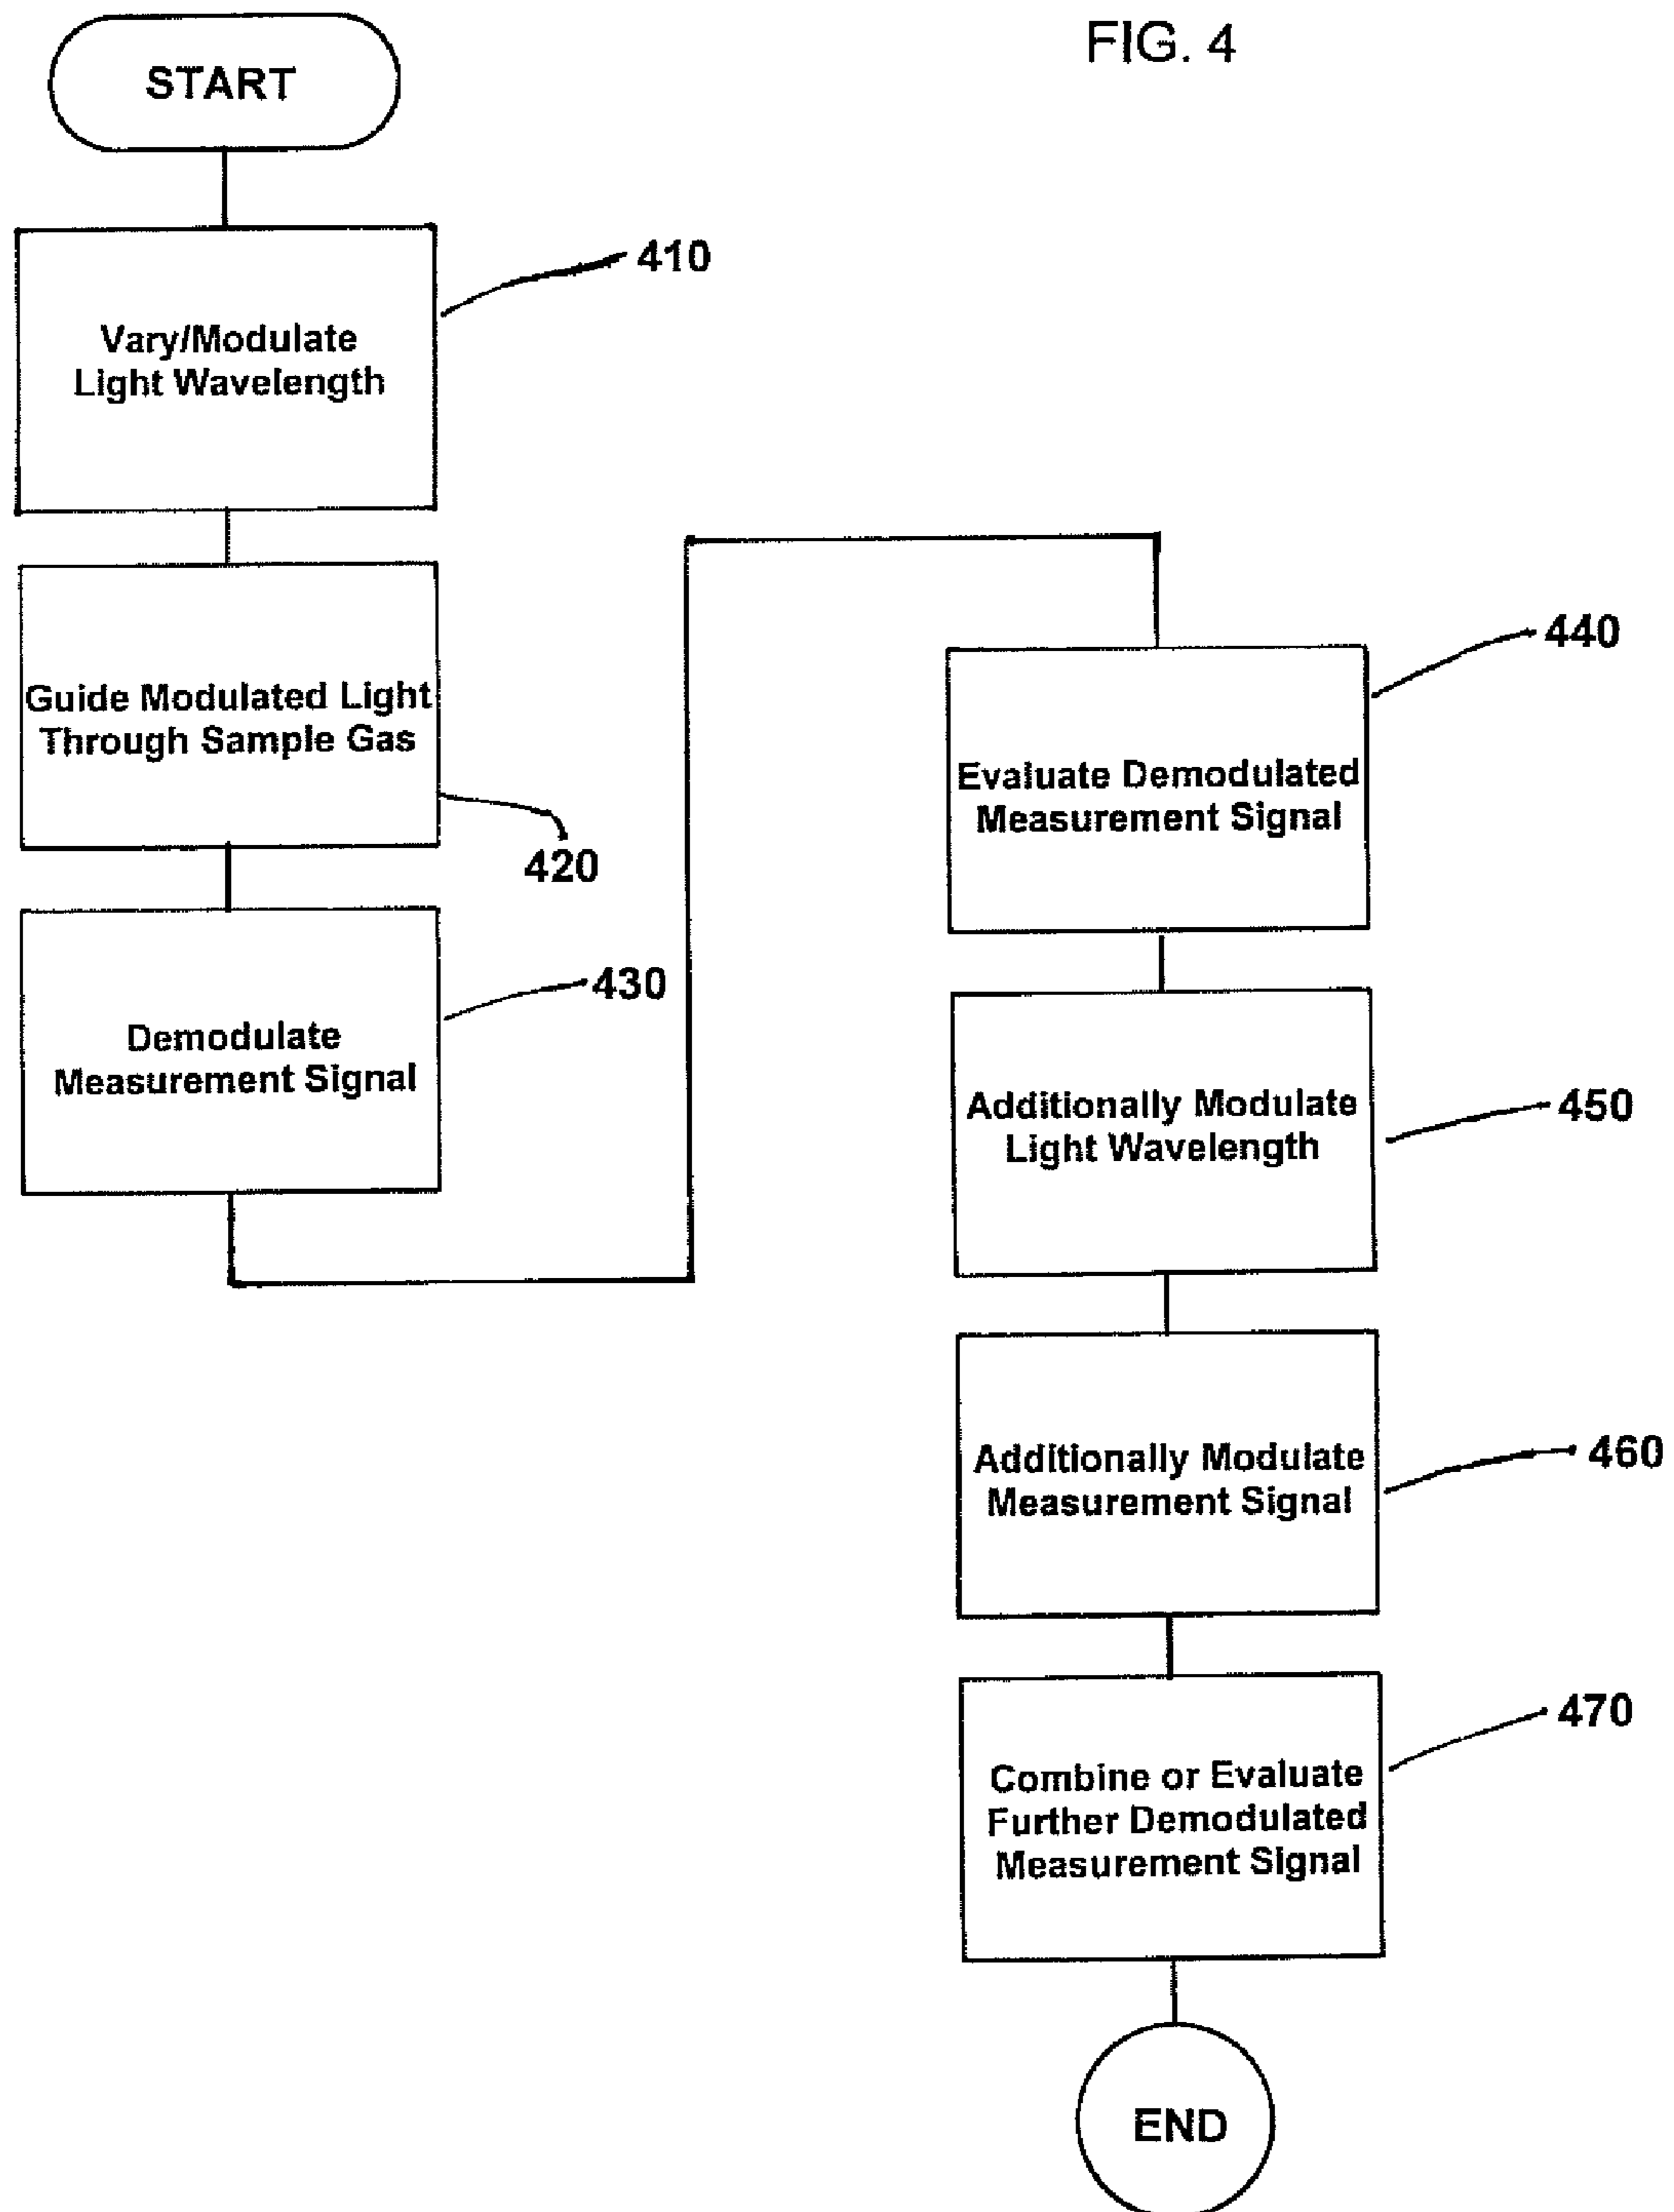 FIG. 4
START
410
Vary/Modulate
Light Wavelength
Guide Modulated Light
Through Sample Gas
420
430
Demodulate
Measurement Signal
440
Evaluate Demodulated
Measurement Signal
450
Additionally Modulate
Light Wavelength
460
Additionally Modulate
Measurement Signal
470
Combine or Evaluate
Further Demodulated
Measurement Signal
END